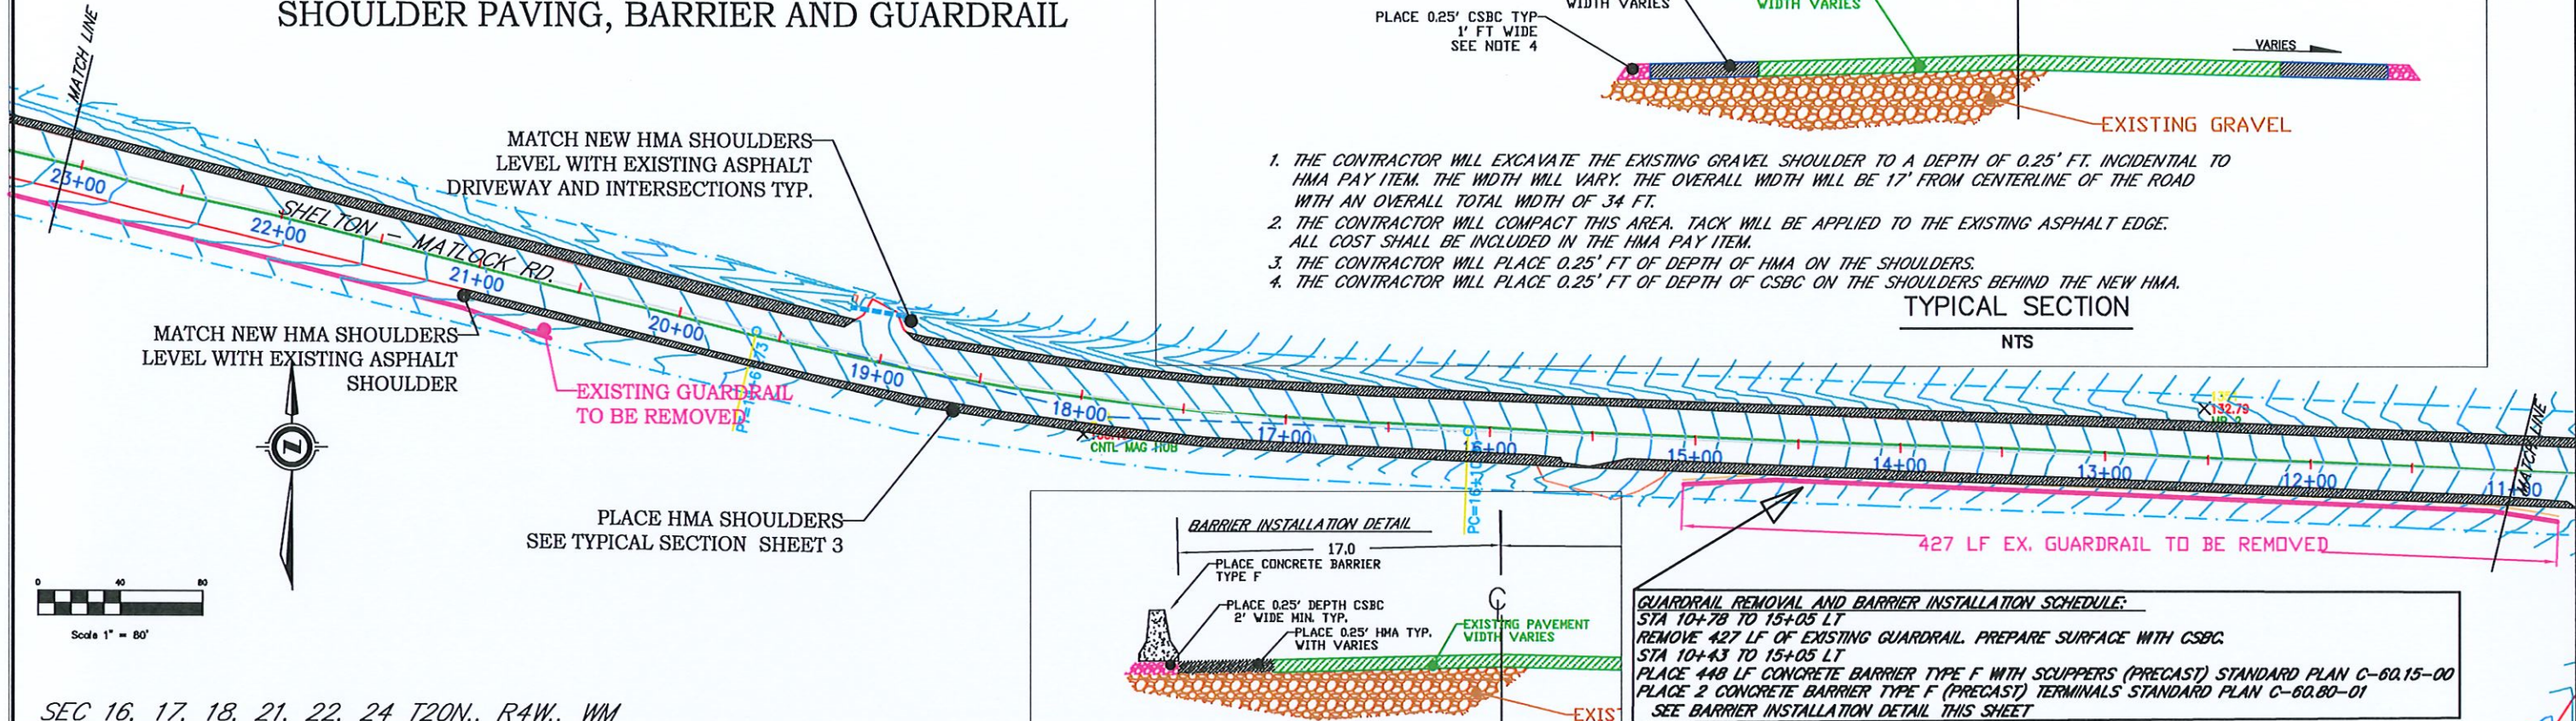 SHOULDER PAVING, BARRIER AND GUARDRAIL
MATCH LINE
WIDTH VARIES
WIDTH VARIES
PLACE 0.25' CSBC TYP
1' FT WIDE
SEE NOTE 4
VARIES
EXISTING GRAVEL
1. THE CONTRACTOR WILL EXCAVATE THE EXISTING GRAVEL SHOULDER TO A DEPTH OF 0.25' FT. INCIDENTIAL TO
HMA PAY ITEM. THE WIDTH WILL VARY. THE OVERALL WIDTH WILL BE 17' FROM CENTERLINE OF THE ROAD
WITH AN OVERALL TOTAL WIDTH OF 34 FT.
2. THE CONTRACTOR WILL COMPACT THIS AREA. TACK WILL BE APPLIED TO THE EXISTING ASPHALT EDGE.
ALL COST SHALL BE INCLUDED IN THE HMA PAY ITEM.
3. THE CONTRACTOR WILL PLACE 0.25' FT OF DEPTH OF HMA ON THE SHOULDERS.
4. THE CONTRACTOR WILL PLACE 0.25' FT OF DEPTH OF CSBC ON THE SHOULDERS BEHIND THE NEW HMA.
TYPICAL SECTION
NTS
MATCH NEW HMA SHOULDERS
LEVEL WITH EXISTING ASPHALT
DRIVEWAY AND INTERSECTIONS TYP.
23+00
22+00
SHELTON - MATLOCK RD.
21+00
20+00
19+00
18+00
17+00
16+00
15+00
14+00
13+00
12+00
11+00
MATCH LINE
132.79
CNTL MAG HUB
MATCH NEW HMA SHOULDERS
LEVEL WITH EXISTING ASPHALT
SHOULDER
EXISTING GUARDRAIL
TO BE REMOVED
N
PLACE HMA SHOULDERS
SEE TYPICAL SECTION SHEET 3
0 40 80
Scale 1" = 80'
427 LF EX. GUARDRAIL TO BE REMOVED
BARRIER INSTALLATION DETAIL
17.0
PLACE CONCRETE BARRIER
TYPE F
PLACE 0.25' DEPTH CSBC
2' WIDE MIN. TYP.
PLACE 0.25' HMA TYP.
WITH VARIES
EXISTING PAVEMENT
WIDTH VARIES
EXIST
GUARDRAIL REMOVAL AND BARRIER INSTALLATION SCHEDULE:
STA 10+78 TO 15+05 LT
REMOVE 427 LF OF EXISTING GUARDRAIL. PREPARE SURFACE WITH CSBC.
STA 10+43 TO 15+05 LT
PLACE 448 LF CONCRETE BARRIER TYPE F WITH SCUPPERS (PRECAST) STANDARD PLAN C-60.15-00
PLACE 2 CONCRETE BARRIER TYPE F (PRECAST) TERMINALS STANDARD PLAN C-60.80-01
SEE BARRIER INSTALLATION DETAIL THIS SHEET
SEC 16, 17, 18, 21, 22, 24 T20N., R4W., WM